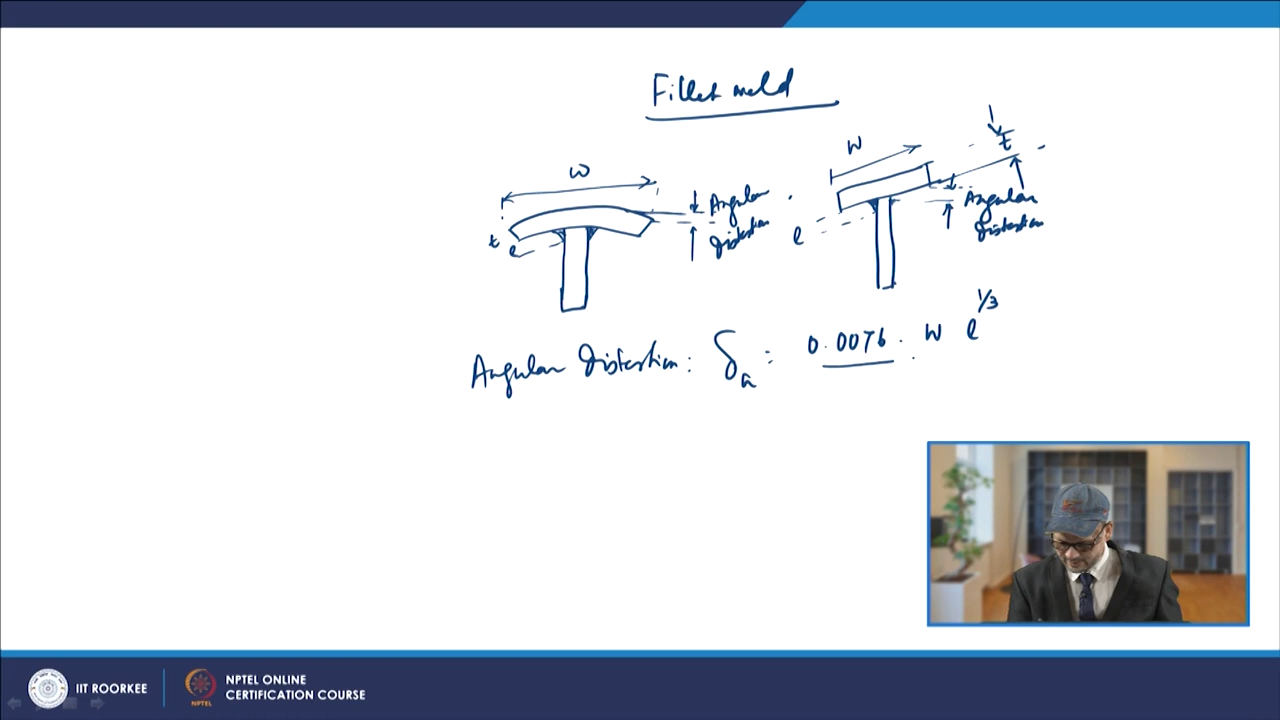 Fillet weld
W
W
t
Angular
Distortion
t
e
Angular
Distortion
l
Angular Distortion: δa = 0.0076. W l^1/3
IIT ROORKEE
NPTEL ONLINE
CERTIFICATION COURSE
NPTEL